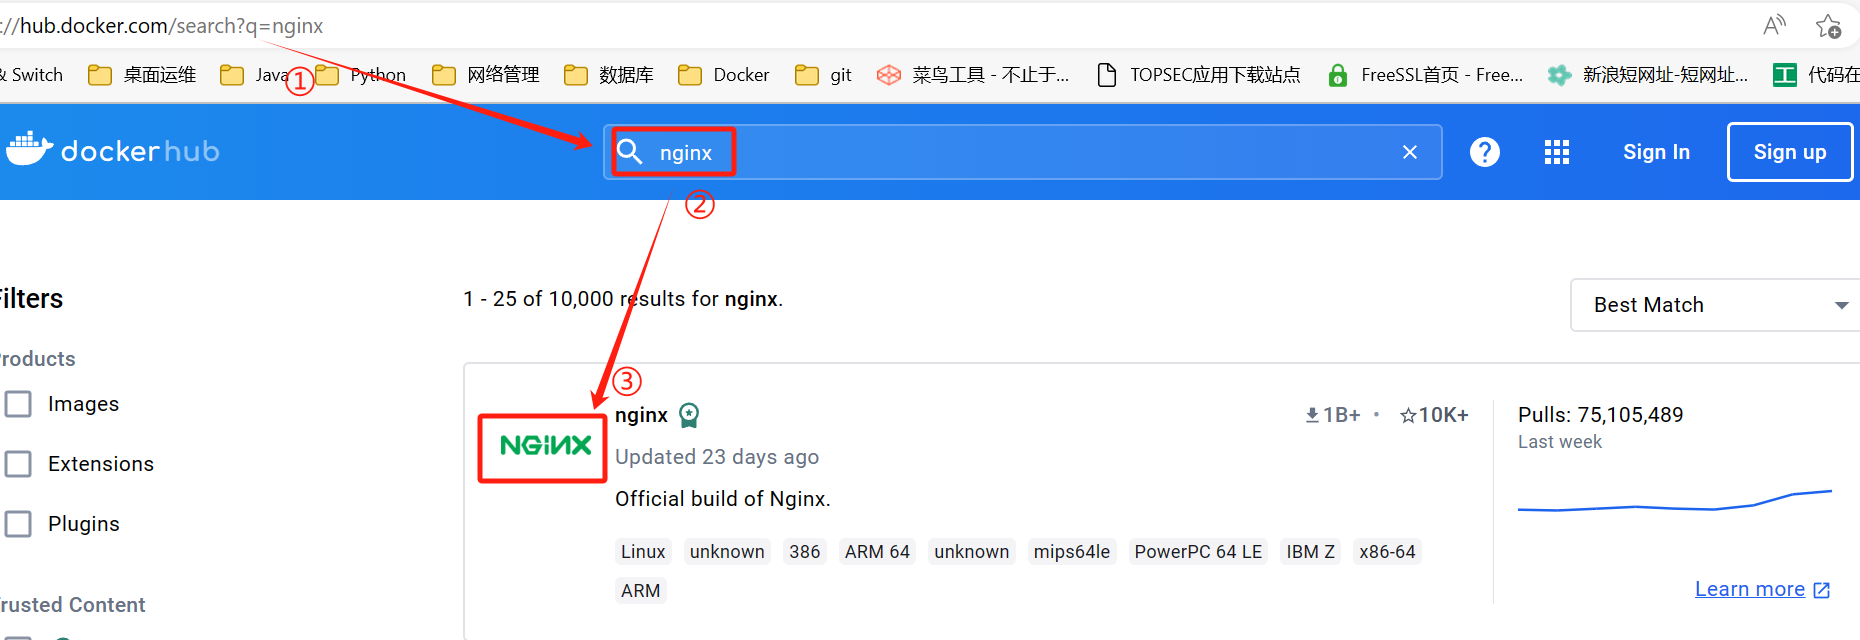 ://hub.docker.com/search?q=nginx
& Switch 桌面运维 Java Python 网络管理 数据库 Docker git 菜鸟工具 - 不止于... TOPSEC应用下载站点 FreeSSL首页 - Free... 新浪短网址-短网址... 代码在
①
docker hub nginx Sign In Sign up
②
Filters
1 - 25 of 10,000 results for nginx.
Best Match
Products
Images
Extensions
Plugins
Trusted Content
③
NGINX
nginx
1B+ • 10K+
Updated 23 days ago
Official build of Nginx.
Linux unknown 386 ARM 64 unknown mips64le PowerPC 64 LE IBM Z x86-64
ARM
Pulls: 75,105,489
Last week
Learn more